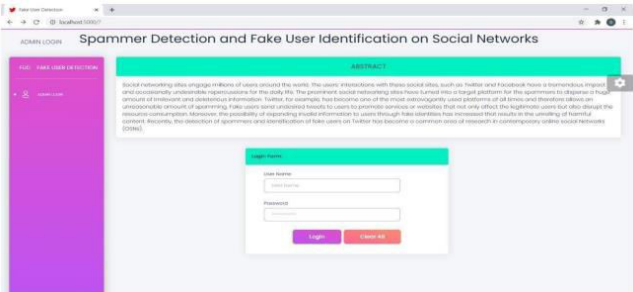 Fake User Detection
localhost:5000/?
ADMIN LOGIN
Spammer Detection and Fake User Identification on Social Networks
FUD FAKE USER DETECTION
ADMIN LOGIN
ABSTRACT
Social networking sites engage millions of users around the world. The users' interactions with these social sites, such as Twitter and Facebook have a tremendous impact
and occasionally undesirable repercussions for daily life. The prominent social networking sites have turned into a target platform for the spammers to disperse a huge
amount of irrelevant and deleterious information. Twitter, for example, has become one of the most extravagantly used platforms of all times and therefore allows an
unreasonable amount of spamming. Fake users send undesired tweets to users to promote services or websites that not only affect the legitimate users but also disrupt the
resource consumption. Moreover, the possibility of expanding invalid information to users through fake identities has increased that results in the unrolling of harmful
content. Recently, the detection of spammers and identification of fake users on Twitter has become a common area of research in contemporary online social Networks
(OSNs).
Login Form
User Name
User Name
Password
Login
Clear All